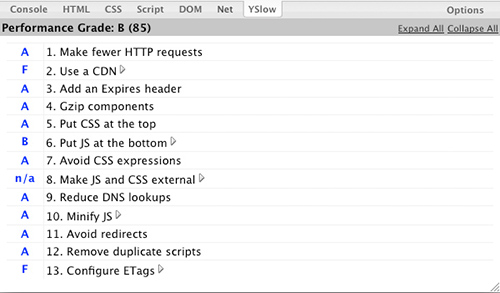 Console HTML CSS Script DOM Net YSlow Options
Performance Grade: B (85) Expand All Collapse All
A 1. Make fewer HTTP requests
F 2. Use a CDN
A 3. Add an Expires header
A 4. Gzip components
A 5. Put CSS at the top
B 6. Put JS at the bottom
A 7. Avoid CSS expressions
n/a 8. Make JS and CSS external
A 9. Reduce DNS lookups
A 10. Minify JS
A 11. Avoid redirects
A 12. Remove duplicate scripts
F 13. Configure ETags